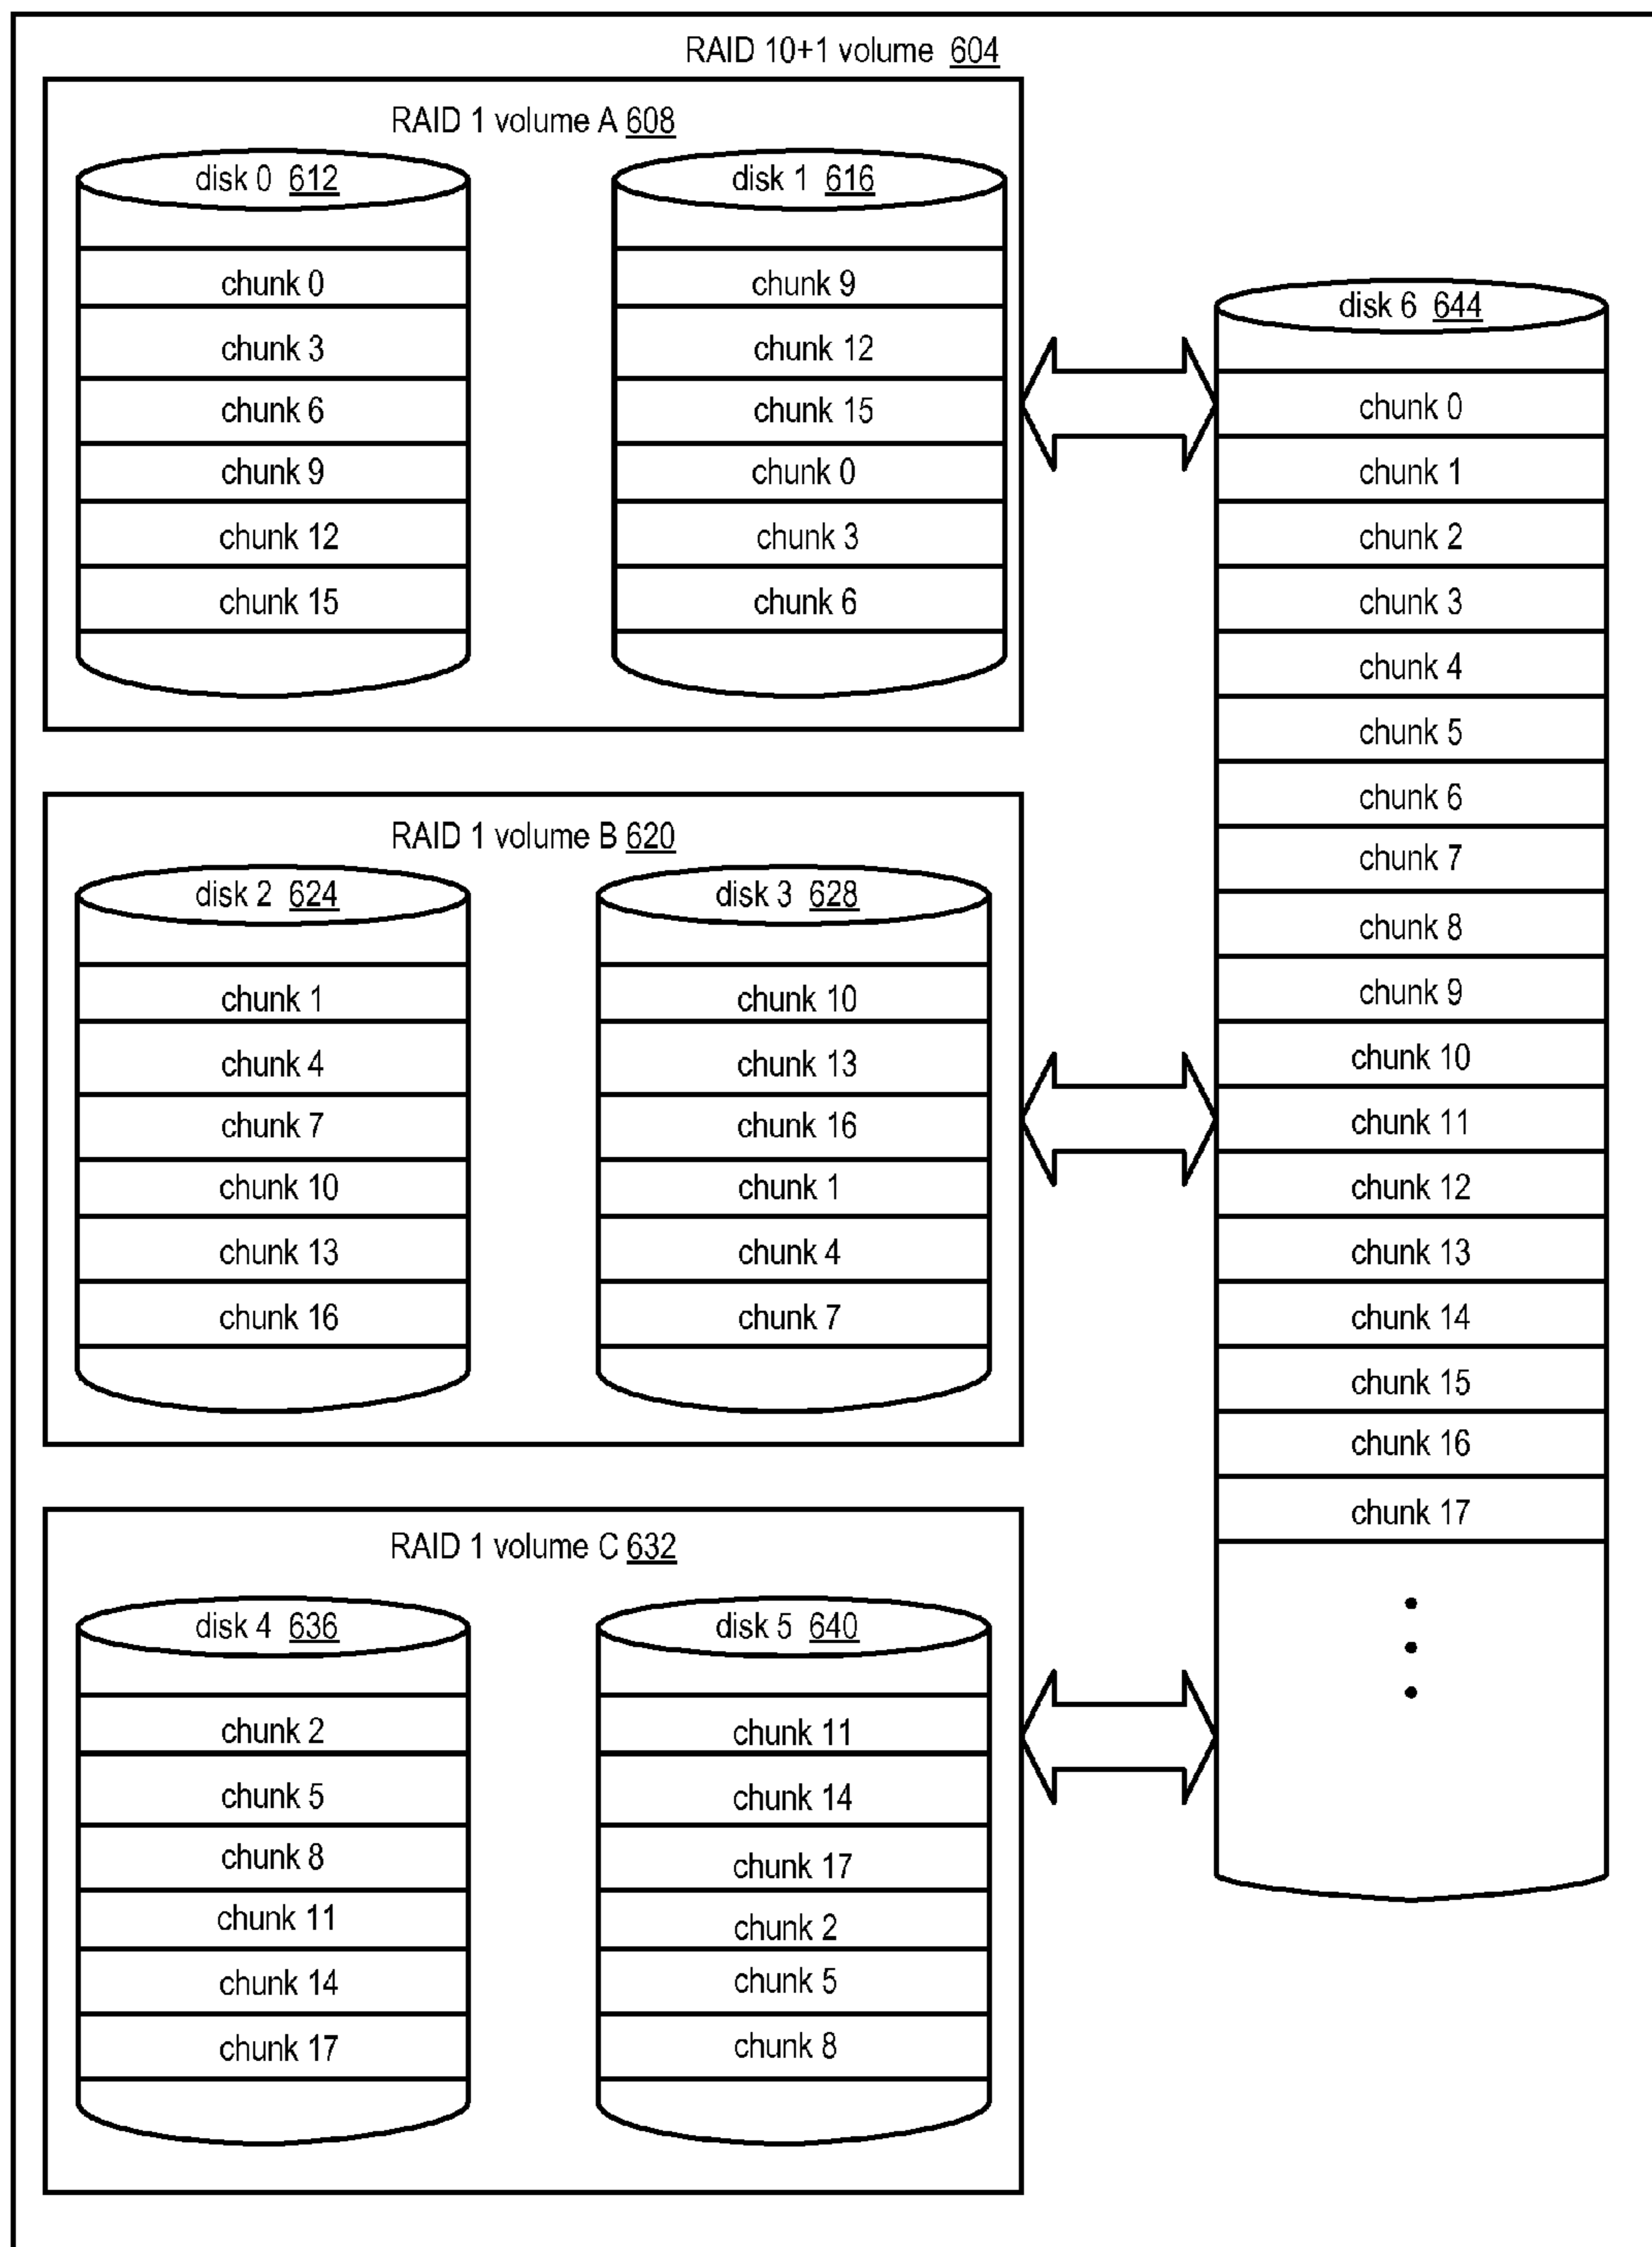 RAID 10+1 volume 604
RAID 1 volume A 608
disk 0 612
chunk 0
chunk 3
chunk 6
chunk 9
chunk 12
chunk 15
disk 1 616
chunk 9
chunk 12
chunk 15
chunk 0
chunk 3
chunk 6
RAID 1 volume B 620
disk 2 624
chunk 1
chunk 4
chunk 7
chunk 10
chunk 13
chunk 16
disk 3 628
chunk 10
chunk 13
chunk 16
chunk 1
chunk 4
chunk 7
RAID 1 volume C 632
disk 4 636
chunk 2
chunk 5
chunk 8
chunk 11
chunk 14
chunk 17
disk 5 640
chunk 11
chunk 14
chunk 17
chunk 2
chunk 5
chunk 8
disk 6 644
chunk 0
chunk 1
chunk 2
chunk 3
chunk 4
chunk 5
chunk 6
chunk 7
chunk 8
chunk 9
chunk 10
chunk 11
chunk 12
chunk 13
chunk 14
chunk 15
chunk 16
chunk 17